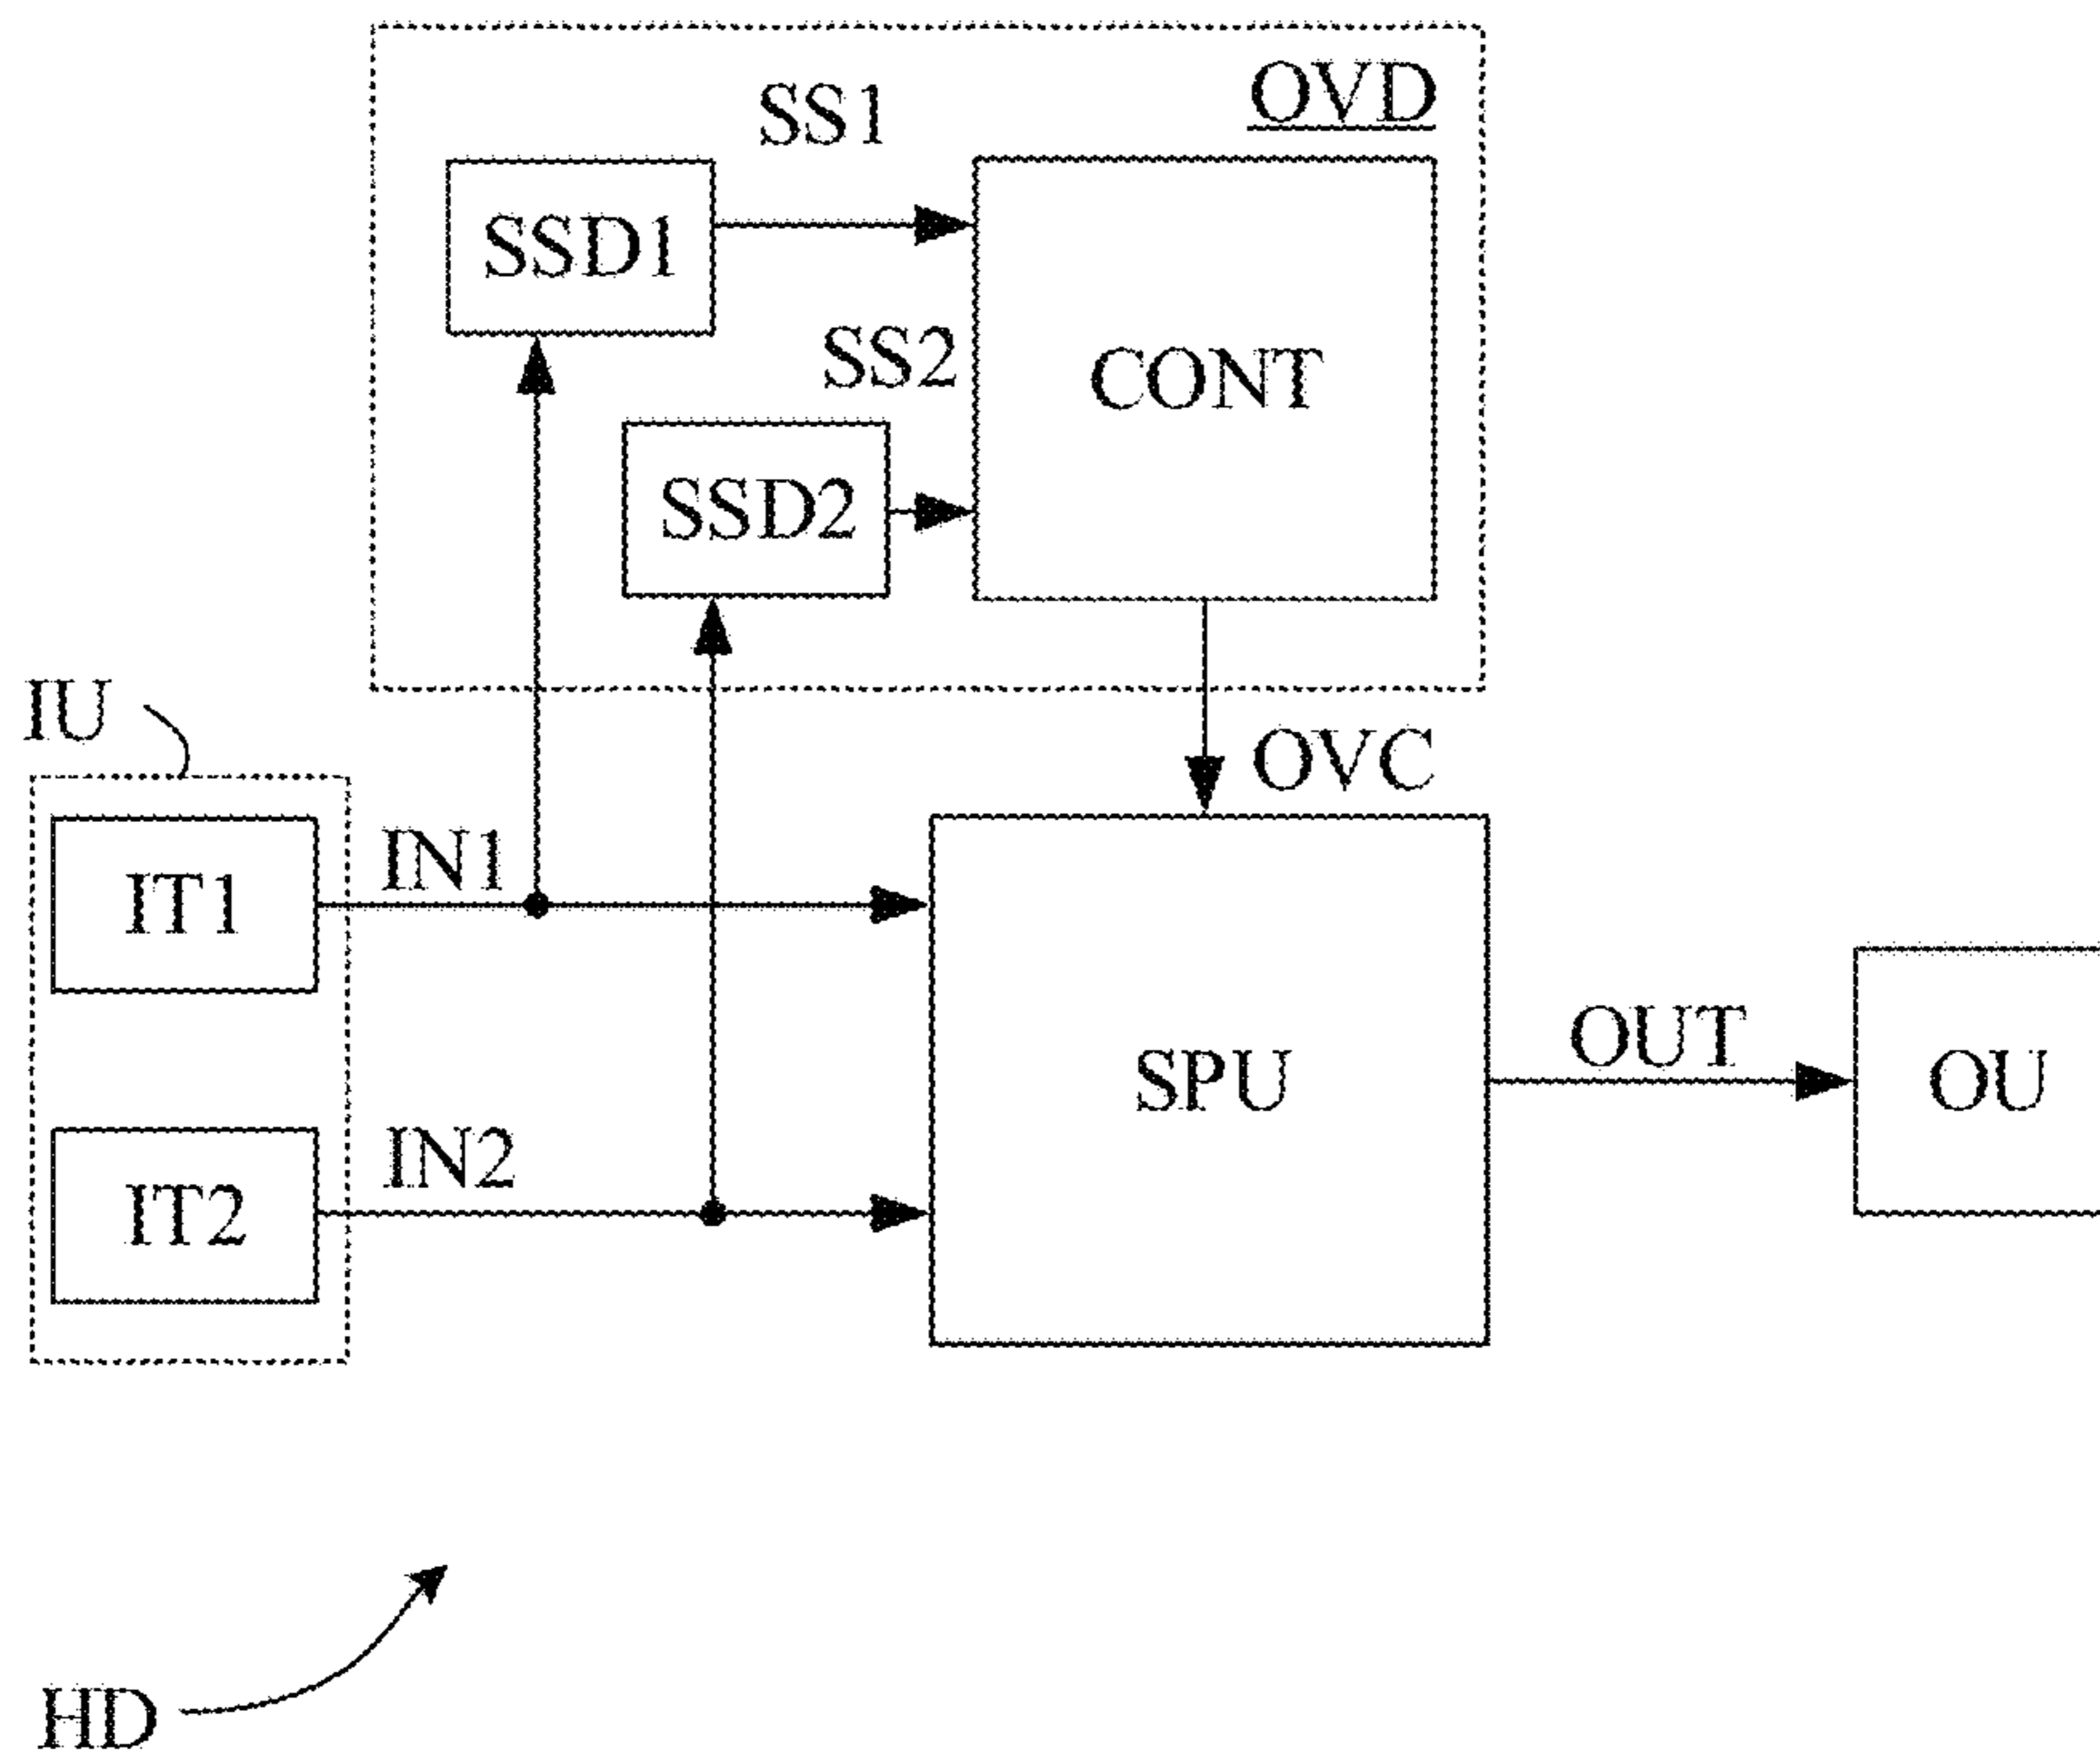 OVD
SS1
SSD1
SS2
CONT
SSD2
IU
OVC
IN1
IT1
OUT
SPU
OU
IN2
IT2
HD